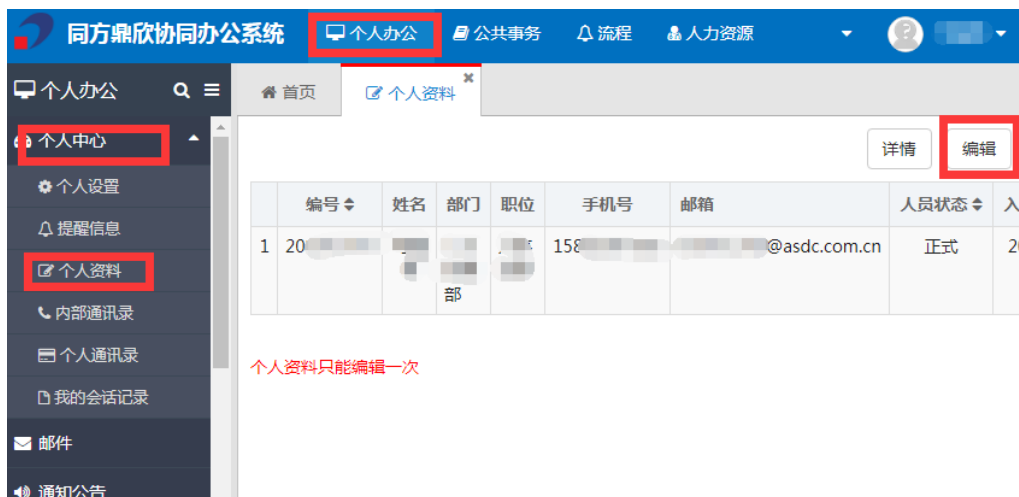 同方鼎欣协同办公系统 个人办公 公共事务 流程 人力资源
个人办公
首页 个人资料
个人中心
详情 编辑
个人设置
提醒信息
个人资料
内部通讯录
个人通讯录
我的会话记录
邮件
通知公告
编号 姓名 部门 职位 手机号 邮箱 人员状态 入
1 20 部 158 @asdc.com.cn 正式 20
个人资料只能编辑一次